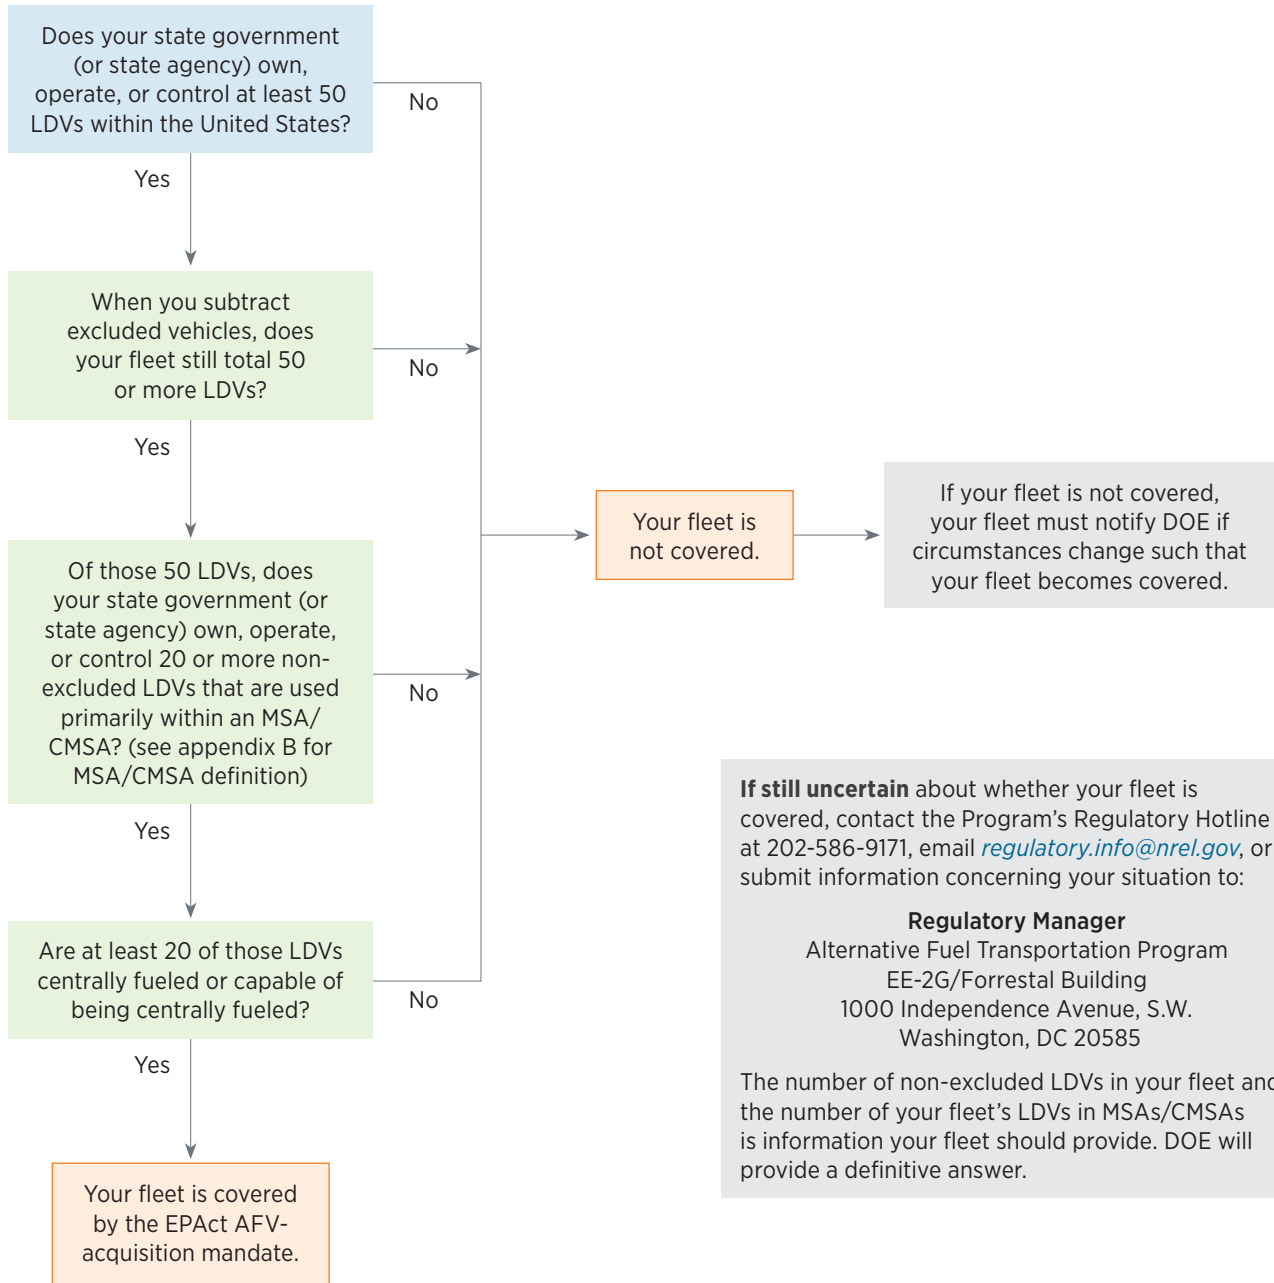 Does your state government
(or state agency) own,
operate, or control at least 50
LDVs within the United States?
No
Yes
When you subtract
excluded vehicles, does
your fleet still total 50
or more LDVs?
No
Yes
Of those 50 LDVs, does
your state government (or
state agency) own, operate,
or control 20 or more non-
excluded LDVs that are used
primarily within an MSA/
CMSA? (see appendix B for
MSA/CMSA definition)
No
Yes
Are at least 20 of those LDVs
centrally fueled or capable of
being centrally fueled?
No
Yes
Your fleet is covered
by the EPAct AFV-
acquisition mandate.
Your fleet is
not covered.
If your fleet is not covered,
your fleet must notify DOE if
circumstances change such that
your fleet becomes covered.
If still uncertain about whether your fleet is
covered, contact the Program's Regulatory Hotline
at 202-586-9171, email regulatory.info@nrel.gov, or
submit information concerning your situation to:
Regulatory Manager
Alternative Fuel Transportation Program
EE-2G/Forrestal Building
1000 Independence Avenue, S.W.
Washington, DC 20585
The number of non-excluded LDVs in your fleet and
the number of your fleet's LDVs in MSAs/CMSAs
is information your fleet should provide. DOE will
provide a definitive answer.